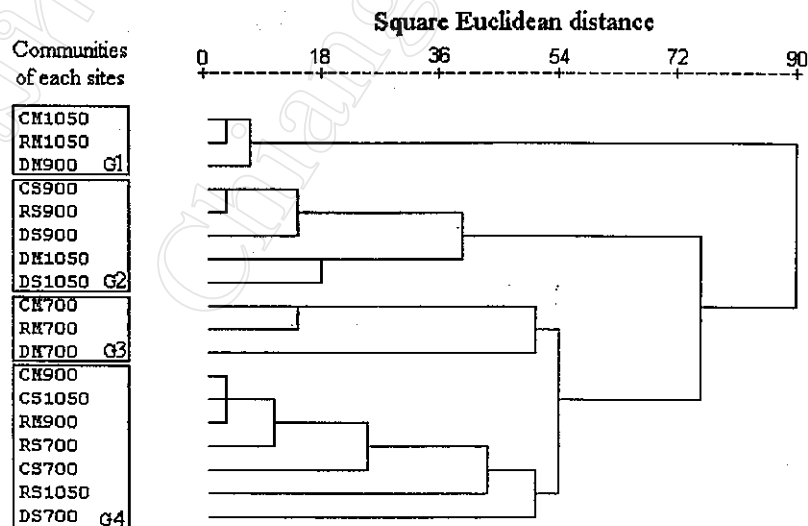 Square Euclidean distance
Communities
of each sites
0 18 36 54 72 90
CM1050
RM1050
DM900 G1
CS900
RS900
DS900
DM1050
DS1050 G2
CM700
RM700
DM700 G3
CM900
CS1050
RM900
RS700
CS700
RS1050
DS700 G4
Chiang